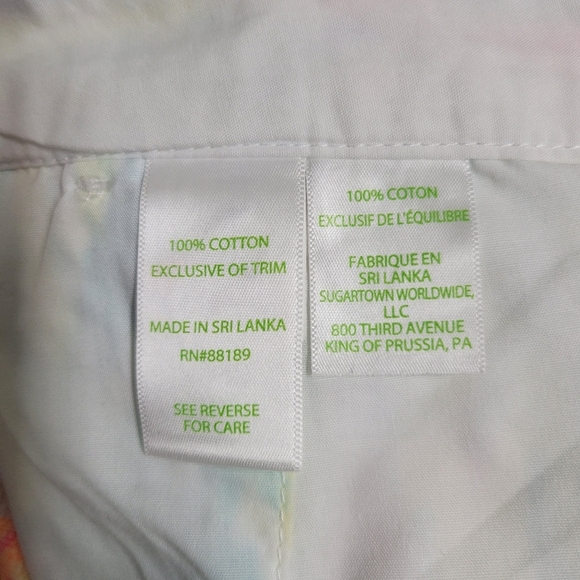 100% COTTON
EXCLUSIVE OF TRIM
MADE IN SRI LANKA
RN#88189
SEE REVERSE
FOR CARE
100% COTON
EXCLUSIF DE L'ÉQUILIBRE
FABRIQUE EN
SRI LANKA
SUGARTOWN WORLDWIDE,
LLC
800 THIRD AVENUE
KING OF PRUSSIA, PA